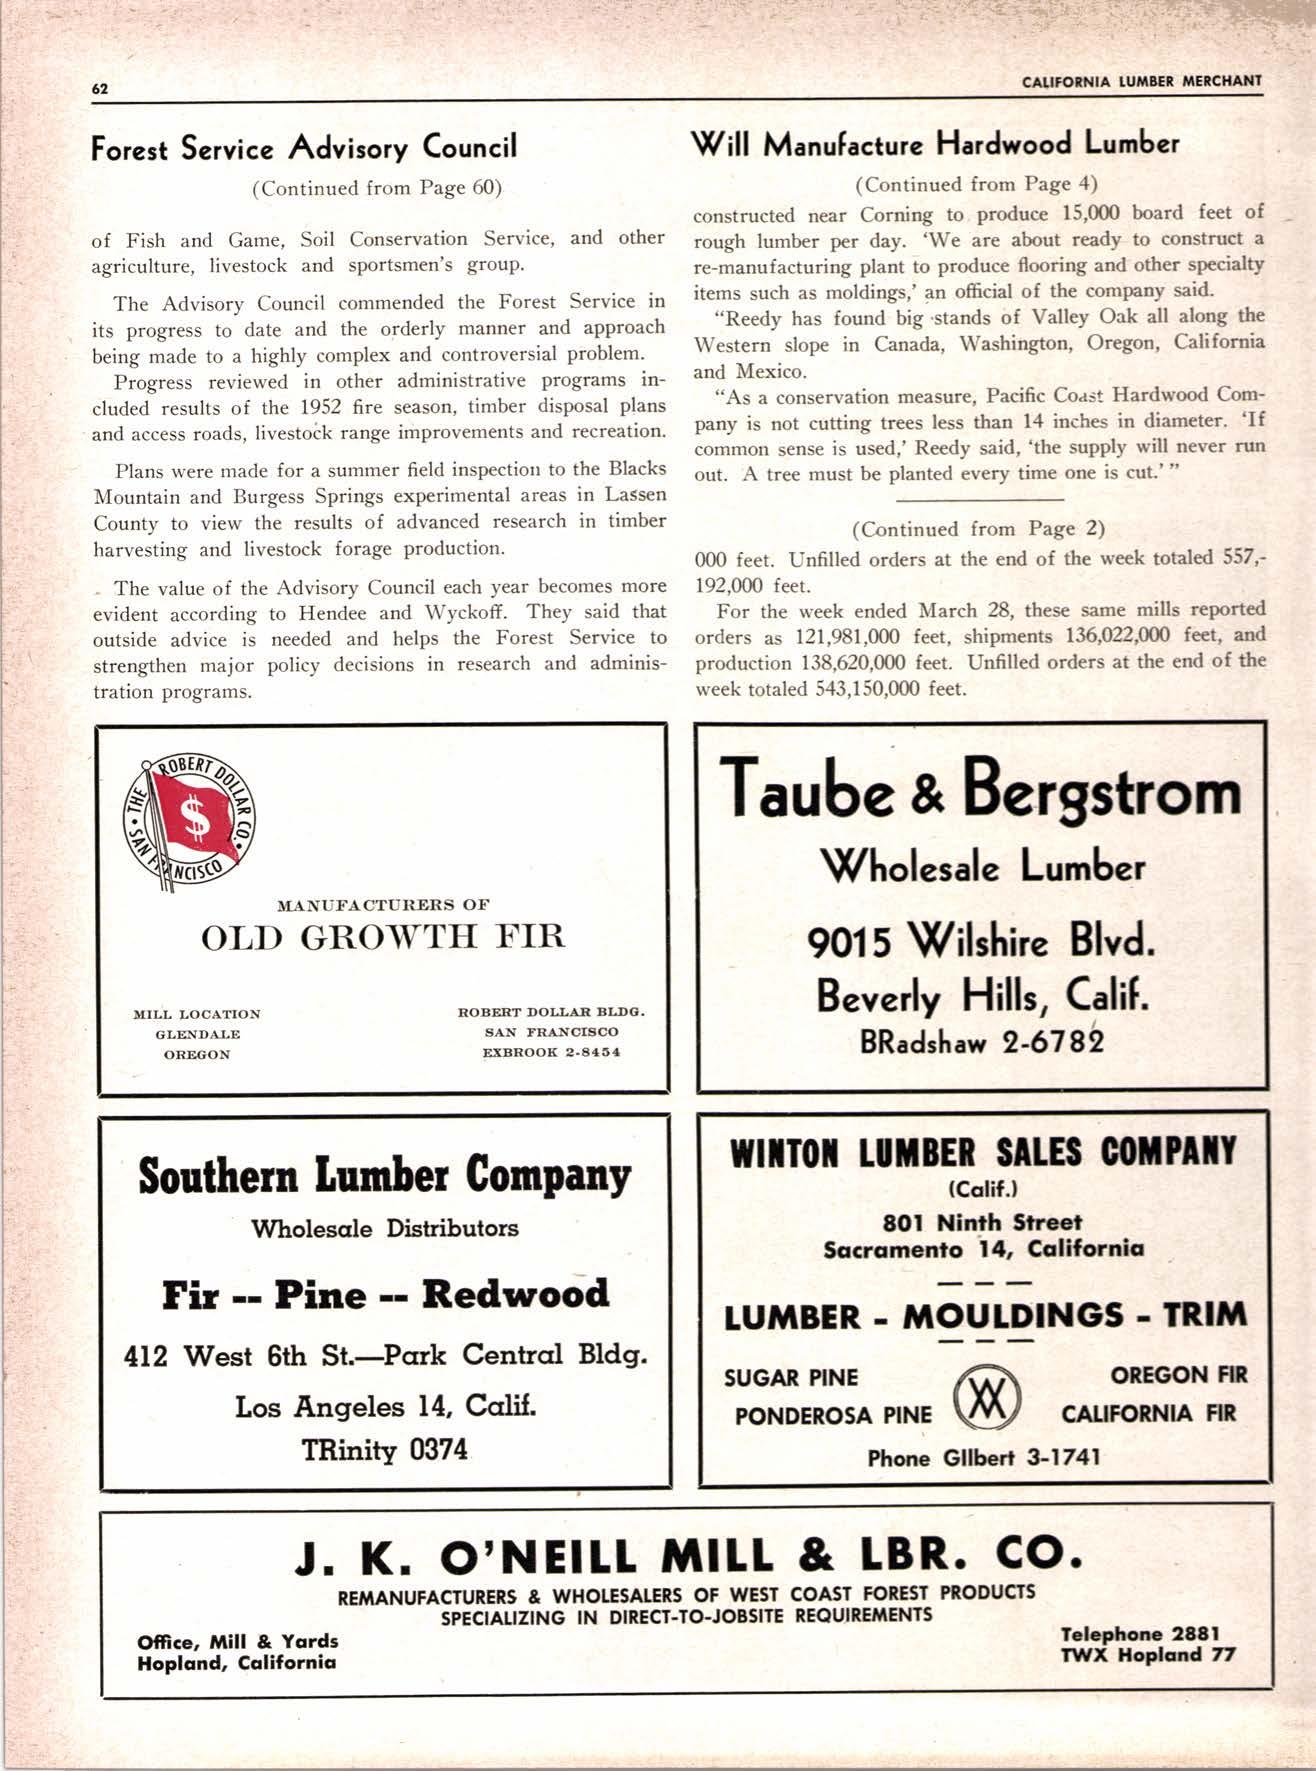 62
CALIFORNIA LUMBER MERCHANT
Forest Service Advisory Council
(Continued from Page 60)
of Fish and Game, Soil Conservation Service, and other
agriculture, livestock and sportsmen's group.
The Advisory Council commended the Forest Service in
its progress to date and the orderly manner and approach
being made to a highly complex and controversial problem.
Progress reviewed in other administrative programs in-
cluded results of the 1952 fire season, timber disposal plans
and access roads, livestock range improvements and recreation.
Plans were made for a summer field inspection to the Blacks
Mountain and Burgess Springs experimental areas in Lassen
County to view the results of advanced research in timber
harvesting and livestock forage production.
The value of the Advisory Council each year becomes more
evident according to Hendee and Wyckoff. They said that
outside advice is needed and helps the Forest Service to
strengthen major policy decisions in research and adminis-
tration programs.
Will Manufacture Hardwood Lumber
(Continued from Page 4)
constructed near Corning to produce 15,000 board feet of
rough lumber per day. 'We are about ready to construct a
re-manufacturing plant to produce flooring and other specialty
items such as moldings,' an official of the company said.
"Reedy has found big stands of Valley Oak all along the
Western slope in Canada, Washington, Oregon, California
and Mexico.
"As a conservation measure, Pacific Coast Hardwood Com-
pany is not cutting trees less than 14 inches in diameter. 'If
common sense is used,' Reedy said, 'the supply will never run
out. A tree must be planted every time one is cut.' "
(Continued from Page 2)
000 feet. Unfilled orders at the end of the week totaled 557,-
192,000 feet.
For the week ended March 28, these same mills reported
orders as 121,981,000 feet, shipments 136,022,000 feet, and
production 138,620,000 feet. Unfilled orders at the end of the
week totaled 543,150,000 feet.
THE ROBERT DOLLAR CO.
SAN FRANCISCO
$
MANUFACTURERS OF
OLD GROWTH FIR
MILL LOCATION
GLENDALE
OREGON
ROBERT DOLLAR BLDG.
SAN FRANCISCO
EXBROOK 2-8454
Taube & Bergstrom
Wholesale Lumber
9015 Wilshire Blvd.
Beverly Hills, Calif.
BRadshaw 2-6782
Southern Lumber Company
Wholesale Distributors
Fir -- Pine -- Redwood
412 West 6th St.—Park Central Bldg.
Los Angeles 14, Calif.
TRinity 0374
WINTON LUMBER SALES COMPANY
(Calif.)
801 Ninth Street
Sacramento 14, California
LUMBER - MOULDINGS - TRIM
SUGAR PINE
OREGON FIR
PONDEROSA PINE
CALIFORNIA FIR
Phone GIlbert 3-1741
J. K. O'NEILL MILL & LBR. CO.
REMANUFACTURERS & WHOLESALERS OF WEST COAST FOREST PRODUCTS
SPECIALIZING IN DIRECT-TO-JOBSITE REQUIREMENTS
Office, Mill & Yards
Hopland, California
Telephone 2881
TWX Hopland 77